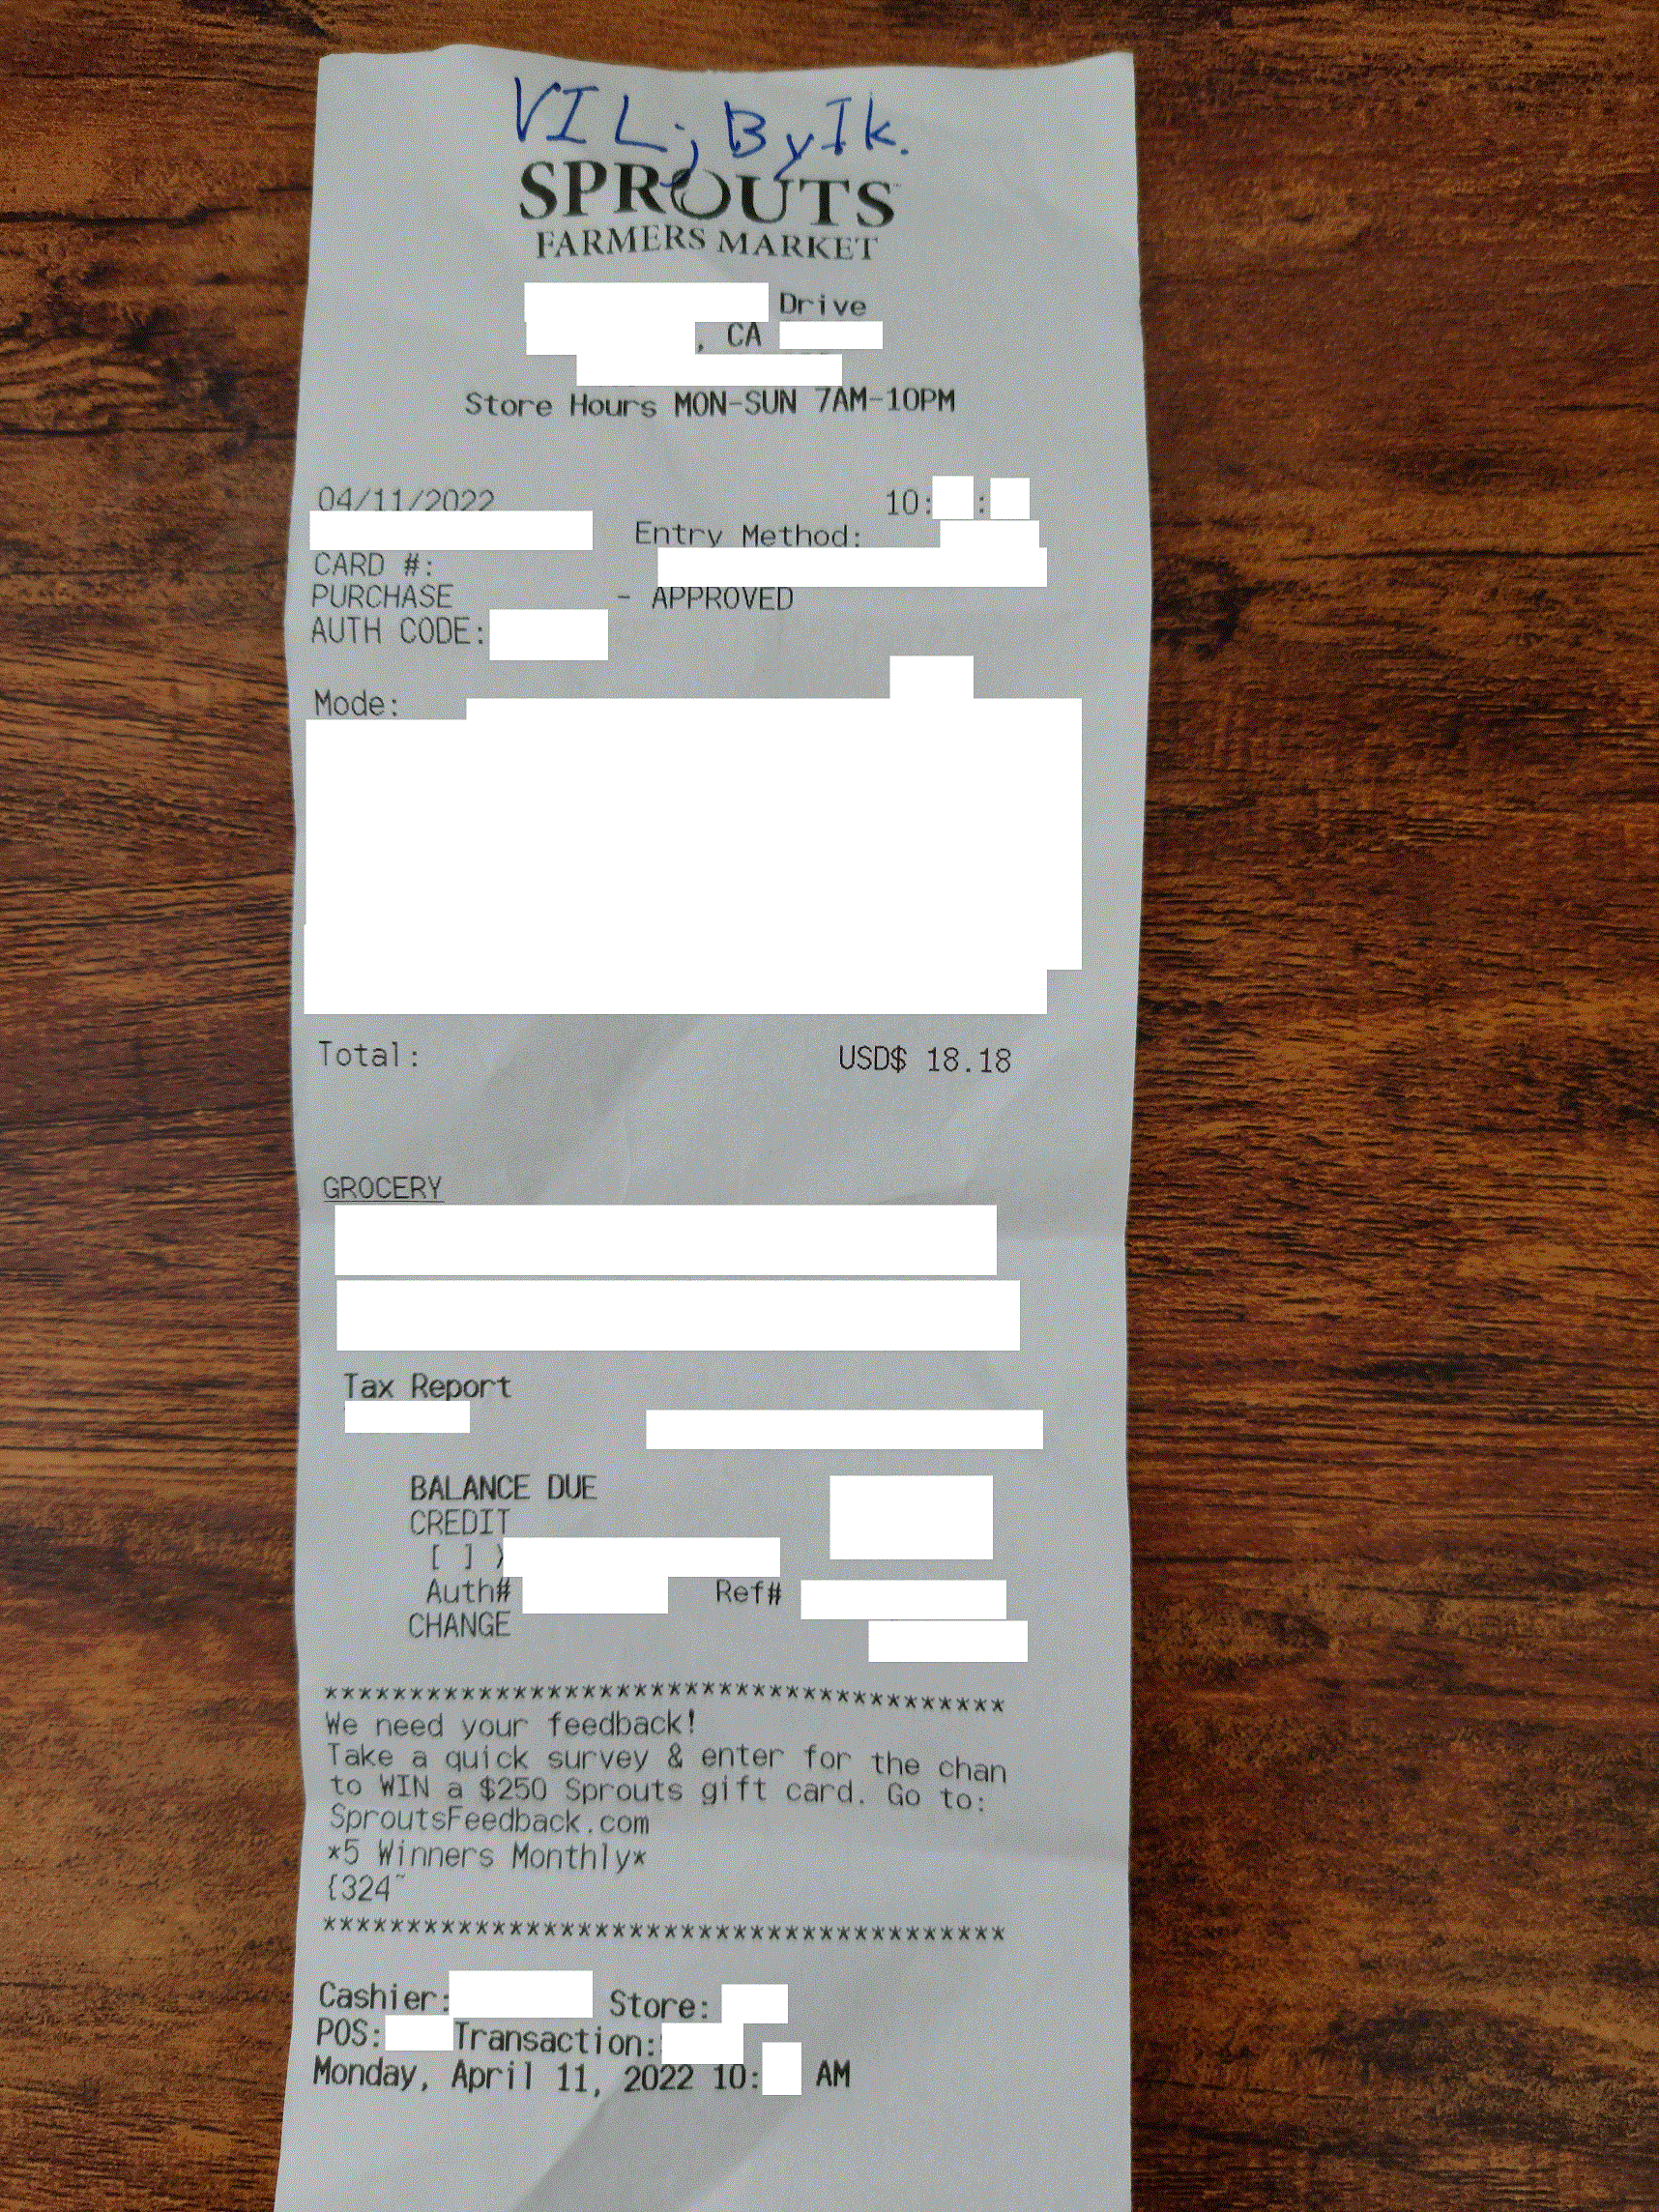 VIL; ByIk.
SPROUTS
FARMERS MARKET
Drive
, CA
Store Hours MON-SUN 7AM-10PM
04/11/2022 10: :
Entry Method:
CARD #:
PURCHASE - APPROVED
AUTH CODE:
Mode:
Total: USD$ 18.18
GROCERY
Tax Report
BALANCE DUE
CREDIT
[ ]
Auth# Ref#
CHANGE
****************************************
We need your feedback!
Take a quick survey & enter for the chan
to WIN a $250 Sprouts gift card. Go to:
SproutsFeedback.com
*5 Winners Monthly*
{324~
****************************************
Cashier: Store:
POS: Transaction:
Monday, April 11, 2022 10: AM